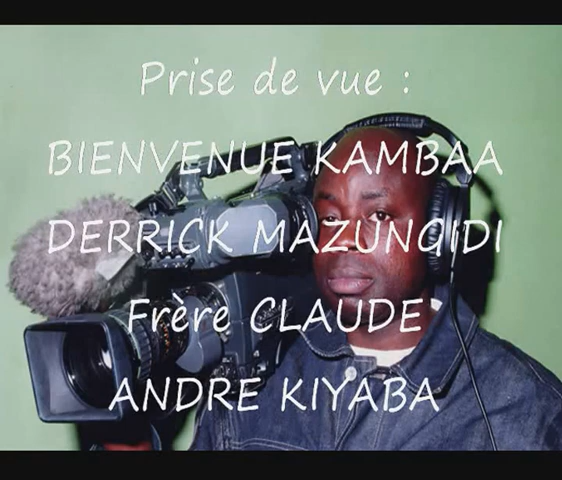 Prise de vue :
BIENVENUE KAMBAA
DERRICK MAZUNGIDI
Frère CLAUDE
ANDRE KIYABA